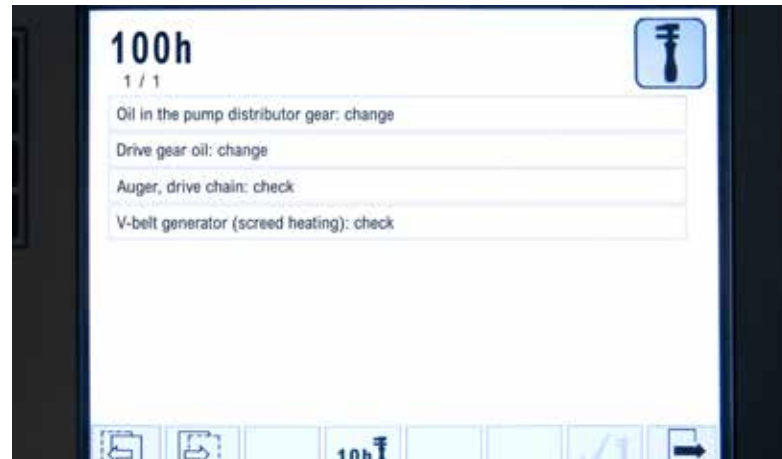 100h
1 / 1
Oil in the pump distributor gear: change
Drive gear oil: change
Auger, drive chain: check
V-belt generator (screed heating): check
10h